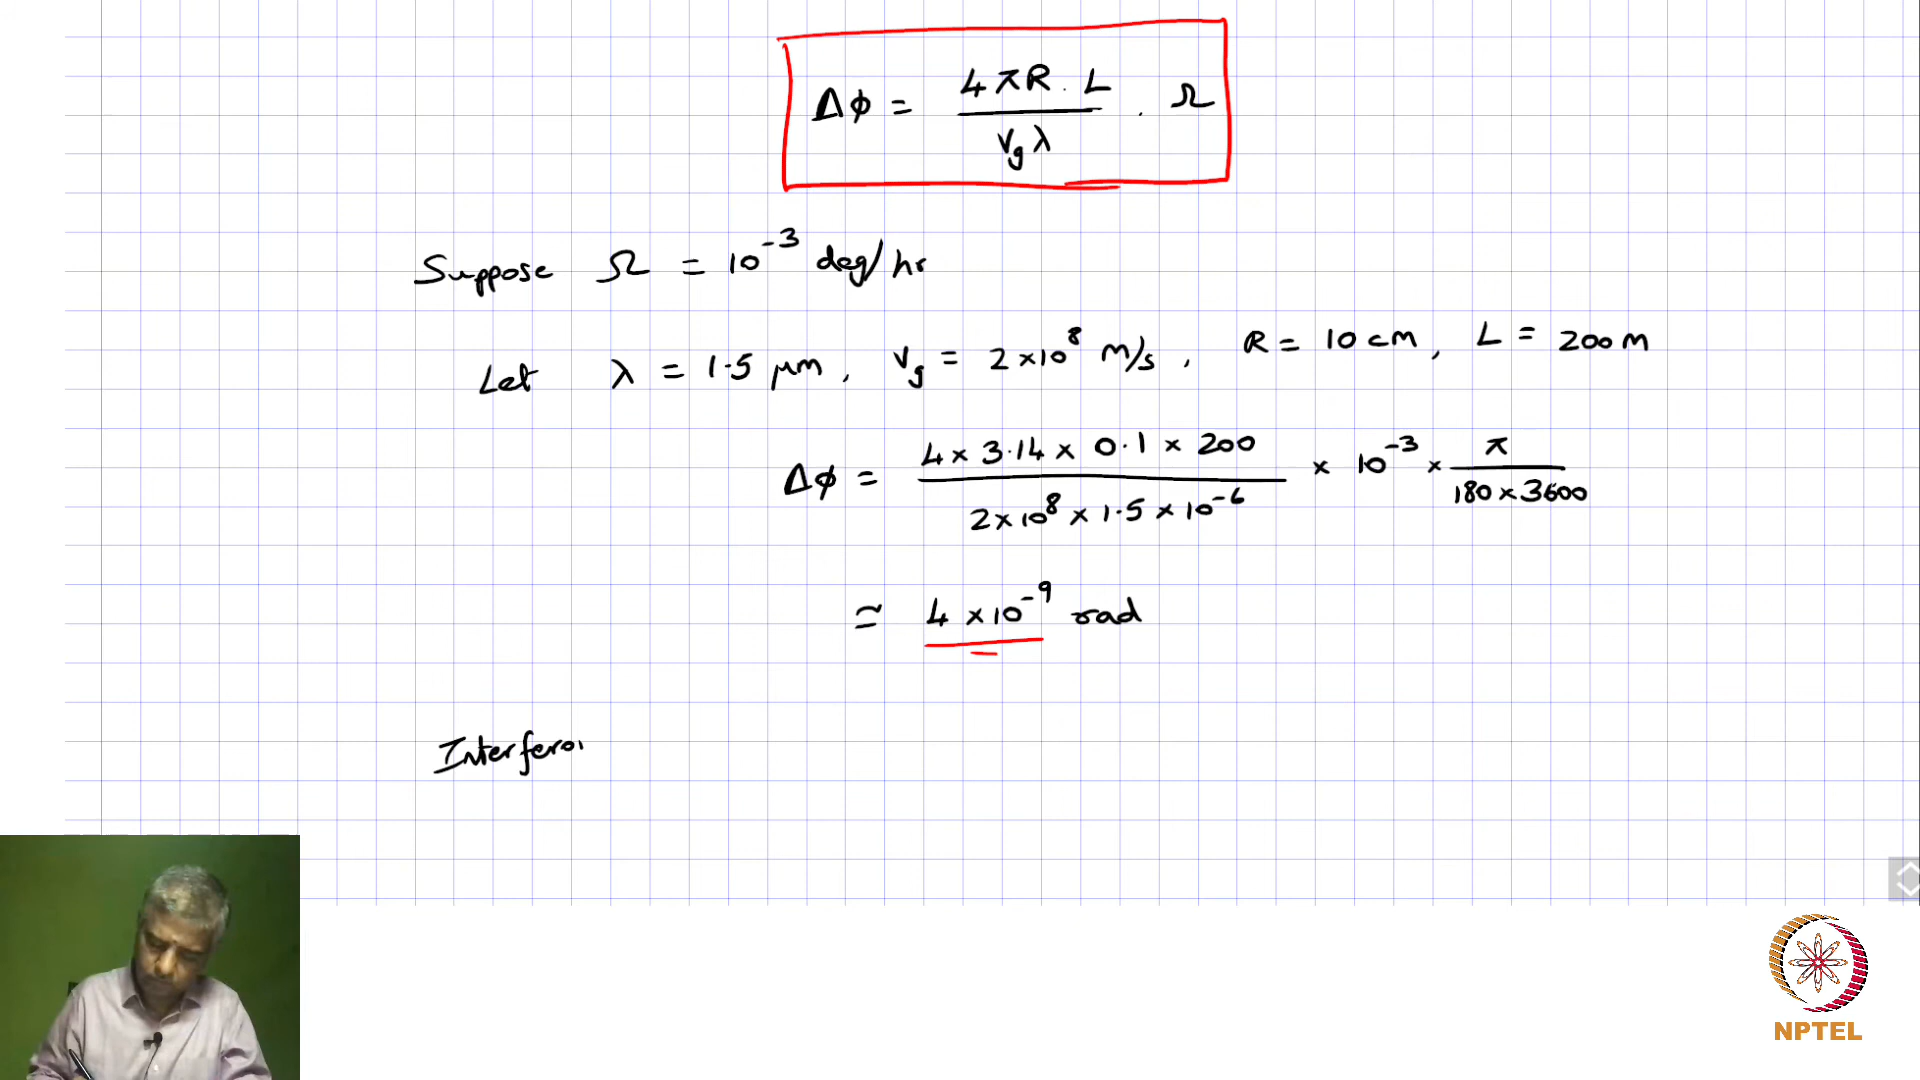 Δϕ = 4πR. L / v_g λ . Ω
Suppose Ω = 10^-3 deg/hr
Let λ = 1.5 μm, v_g = 2×10^8 m/s, R = 10 cm, L = 200 m
Δϕ = 4 × 3.14 × 0.1 × 200 / 2×10^8 × 1.5 × 10^-6 × 10^-3 × π / 180 × 3600
≃ 4 × 10^-9 rad
Interfero
NPTEL